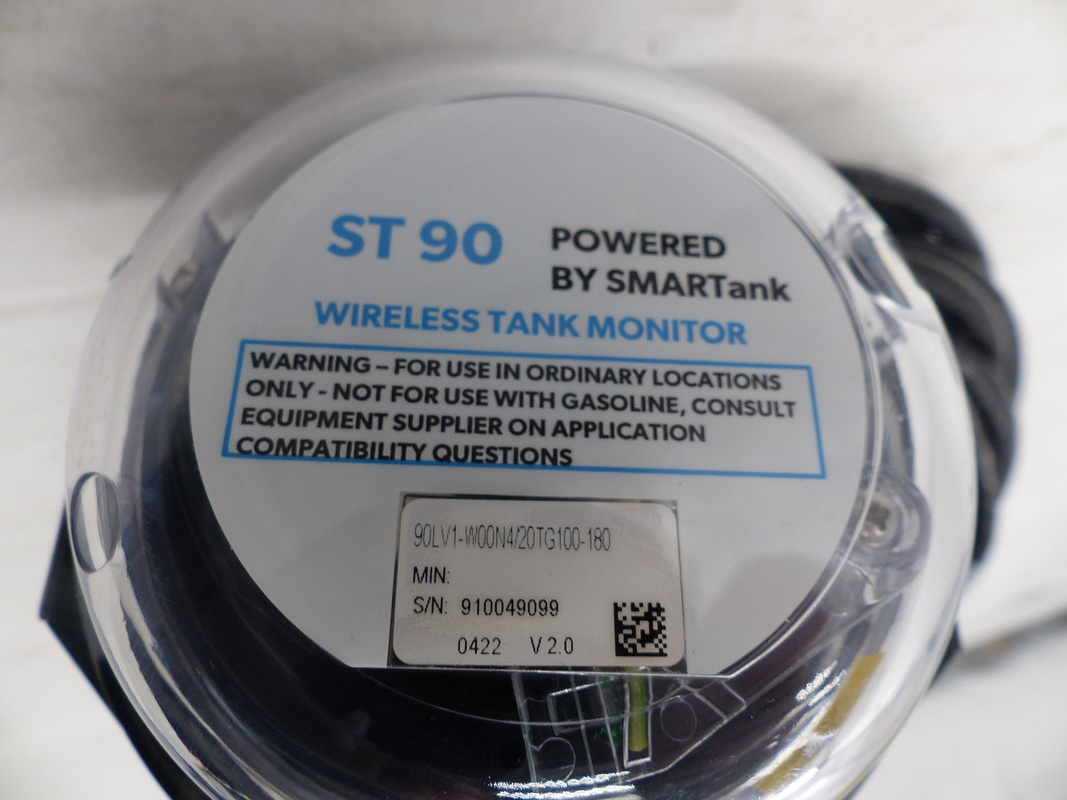 ST 90
POWERED
BY SMARTank
WIRELESS TANK MONITOR
WARNING – FOR USE IN ORDINARY LOCATIONS
ONLY - NOT FOR USE WITH GASOLINE, CONSULT
EQUIPMENT SUPPLIER ON APPLICATION
COMPATIBILITY QUESTIONS
90LV1-W00N4/20TG100-180
MIN:
S/N: 910049099
0422 V 2.0